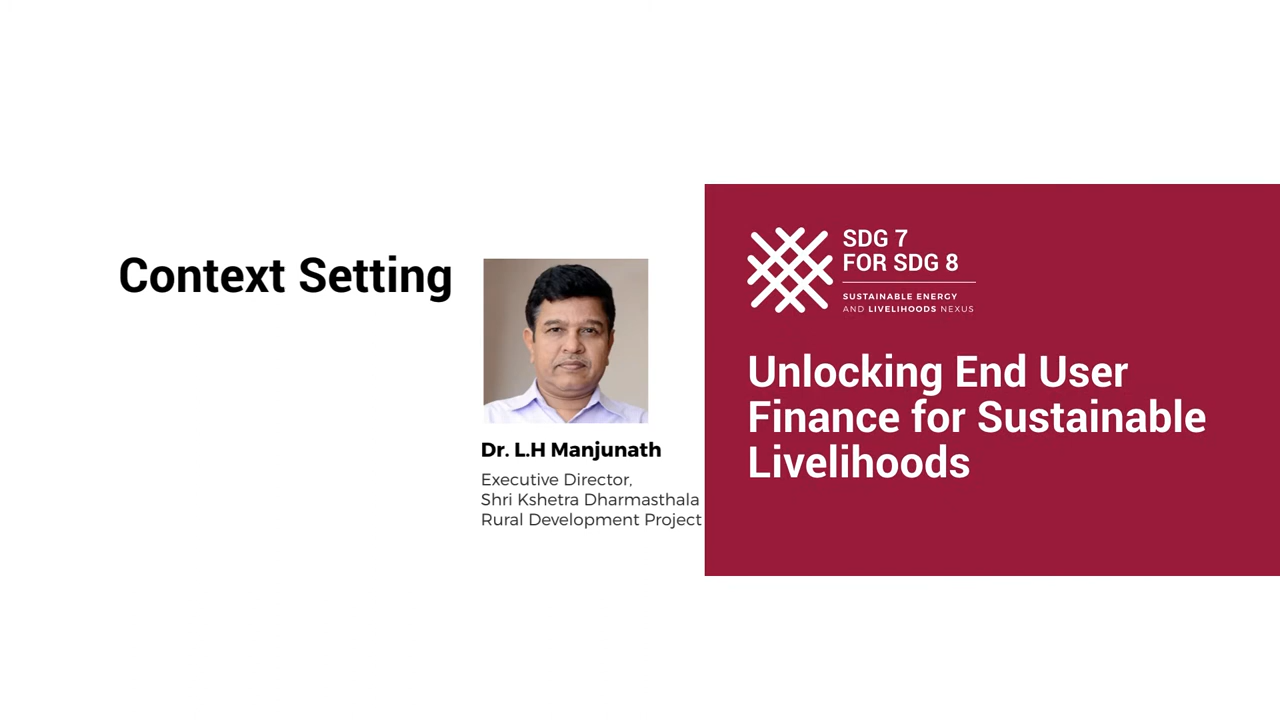 Context Setting
Dr. L.H Manjunath
Executive Director,
Shri Kshetra Dharmasthala
Rural Development Project
SDG 7
FOR SDG 8
SUSTAINABLE ENERGY
AND LIVELIHOODS NEXUS
Unlocking End User
Finance for Sustainable
Livelihoods